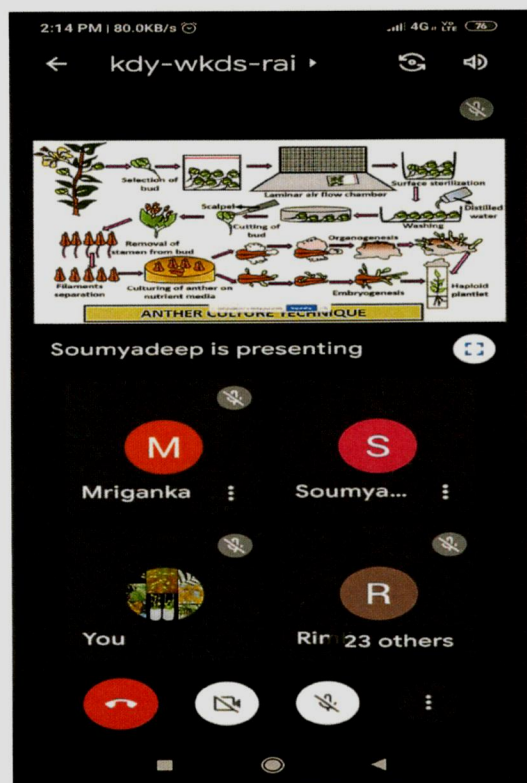 2:14 PM | 80.0KB/s
4G VO LTE 76
kdy-wkds-rai
Selection of bud
Laminar air flow chamber
Surface sterilization
Scalpel
Distilled water
Removal of stamen from bud
Cutting of bud
Washing
Organogenesis
Filaments separation
Culturing of anther on nutrient media
Embryogenesis
Haploid plantlet
ANTHER CULTURE TECHNIQUE
Soumyadeep is presenting
M
S
Mriganka
Soumya...
R
You
23 others